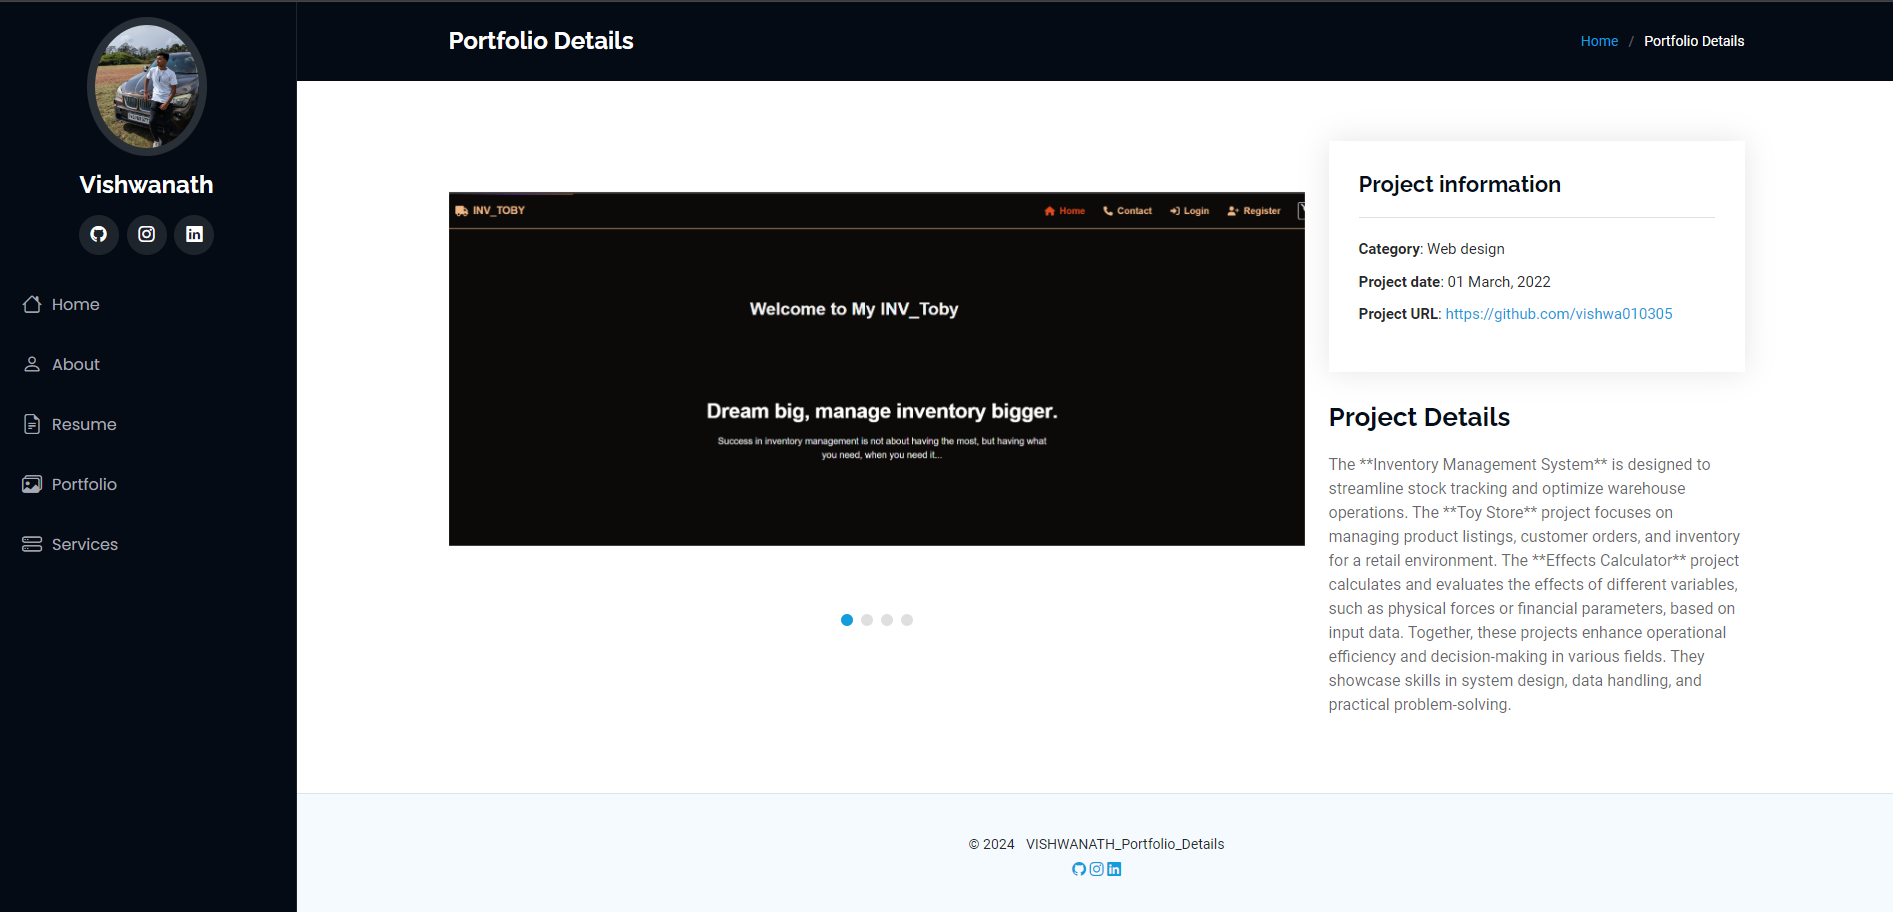 Vishwanath
Home
About
Resume
Portfolio
Services
Portfolio Details
Home / Portfolio Details
INV_TOBY
Home
Contact
Login
Register
Welcome to My INV_Toby
Dream big, manage inventory bigger.
Success in inventory management is not about having the most, but having what
you need, when you need it...
Project information
Category: Web design
Project date: 01 March, 2022
Project URL: https://github.com/vishwa010305
Project Details
The **Inventory Management System** is designed to
streamline stock tracking and optimize warehouse
operations. The **Toy Store** project focuses on
managing product listings, customer orders, and inventory
for a retail environment. The **Effects Calculator** project
calculates and evaluates the effects of different variables,
such as physical forces or financial parameters, based on
input data. Together, these projects enhance operational
efficiency and decision-making in various fields. They
showcase skills in system design, data handling, and
practical problem-solving.
© 2024 VISHWANATH_Portfolio_Details